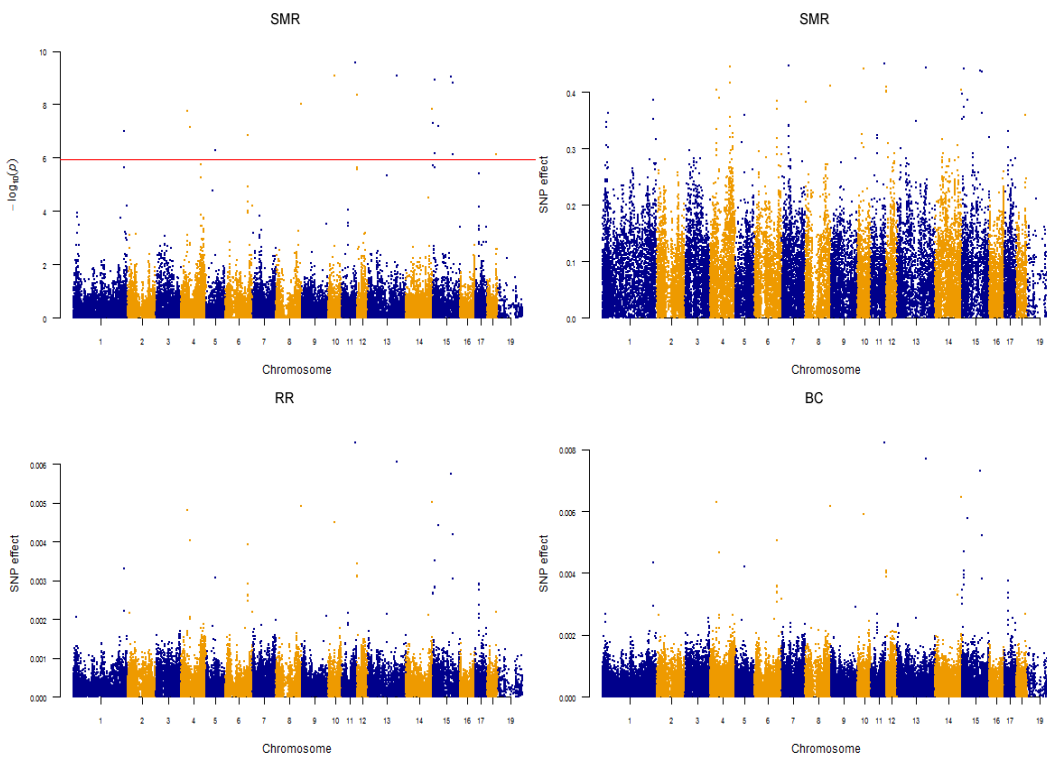 SMR
10
8
6
4
2
0
−log10(p)
1 2 3 4 5 6 7 8 9 10 11 12 13 14 15 16 17 19
Chromosome
SMR
0.4
0.3
0.2
0.1
0.0
SNP effect
1 2 3 4 5 6 7 8 9 10 11 12 13 14 15 16 17 19
Chromosome
RR
0.006
0.005
0.004
0.003
0.002
0.001
0.000
SNP effect
1 2 3 4 5 6 7 8 9 10 11 12 13 14 15 16 17 19
Chromosome
BC
0.008
0.006
0.004
0.002
0.000
SNP effect
1 2 3 4 5 6 7 8 9 10 11 12 13 14 15 16 17 19
Chromosome